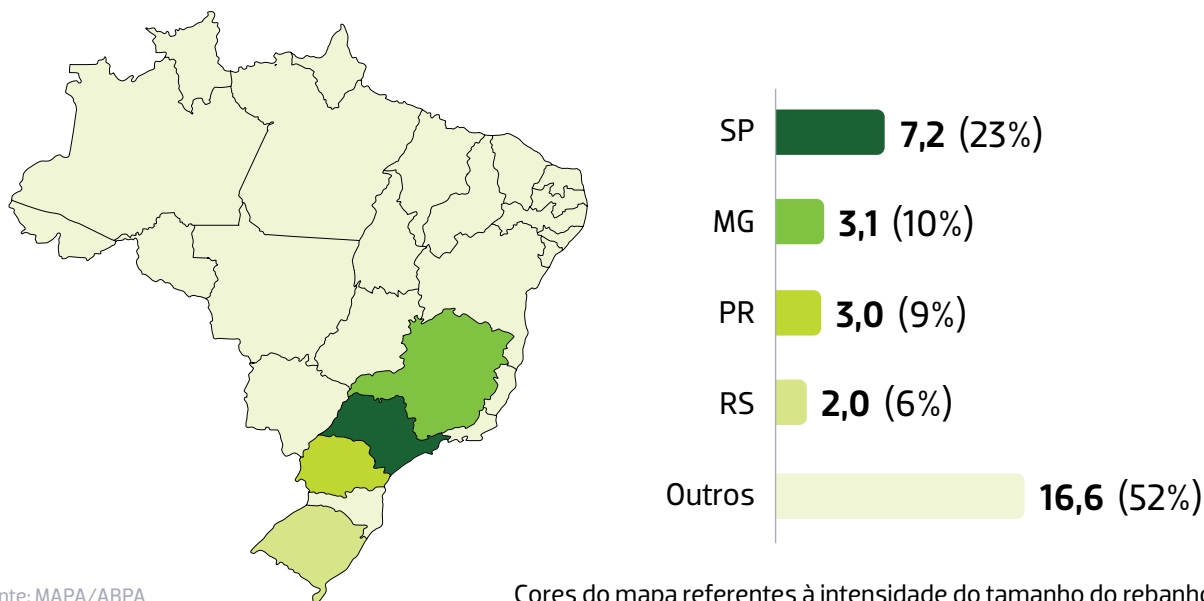 SP 7,2 (23%)
MG 3,1 (10%)
PR 3,0 (9%)
RS 2,0 (6%)
Outros 16,6 (52%)
MAPA/ABPA
Cores do mapa referentes à intensidade do tamanho do rebanho